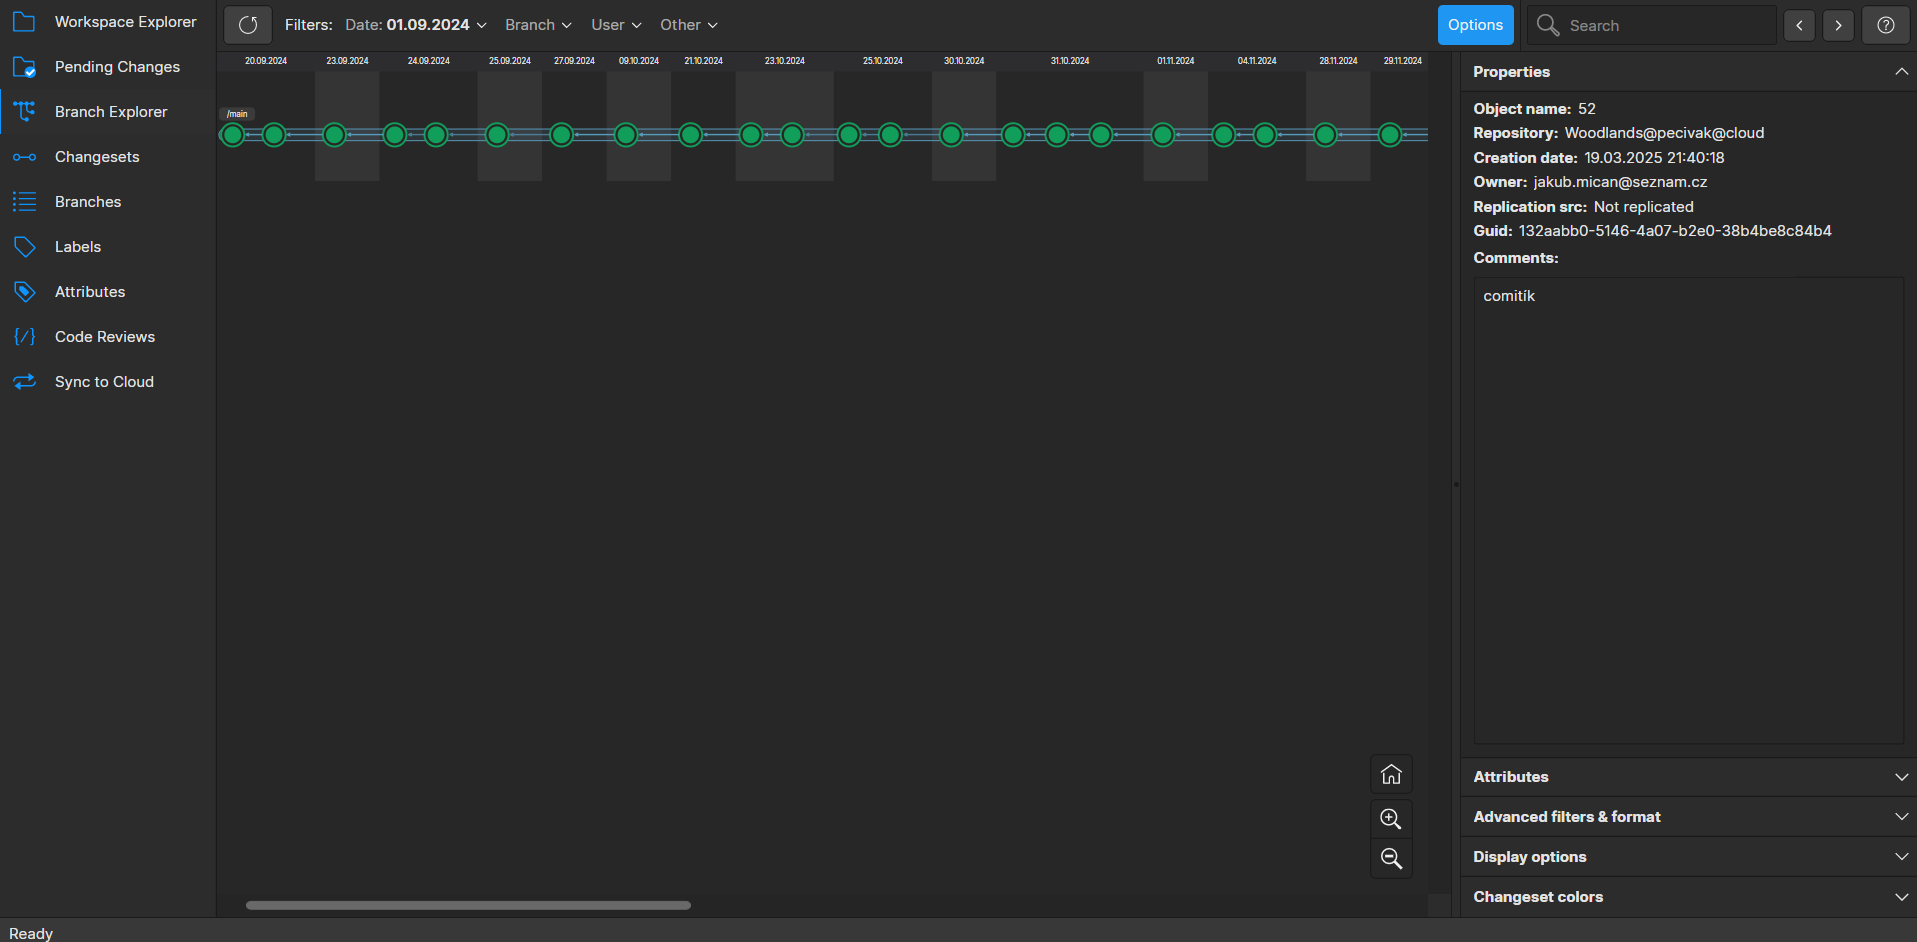 Workspace Explorer
Pending Changes
Branch Explorer
Changesets
Branches
Labels
Attributes
Code Reviews
Sync to Cloud
Filters: Date: 01.09.2024 Branch User Other
Options
Search
20.09.2024 23.09.2024 24.09.2024 25.09.2024 27.09.2024 09.10.2024 21.10.2024 23.10.2024 25.10.2024 30.10.2024 31.10.2024 01.11.2024 04.11.2024 28.11.2024 29.11.2024
/main
Properties
Object name: 52
Repository: Woodlands@pecivak@cloud
Creation date: 19.03.2025 21:40:18
Owner: jakub.mican@seznam.cz
Replication src: Not replicated
Guid: 132aabb0-5146-4a07-b2e0-38b4be8c84b4
Comments:
comitík
Attributes
Advanced filters & format
Display options
Changeset colors
Ready